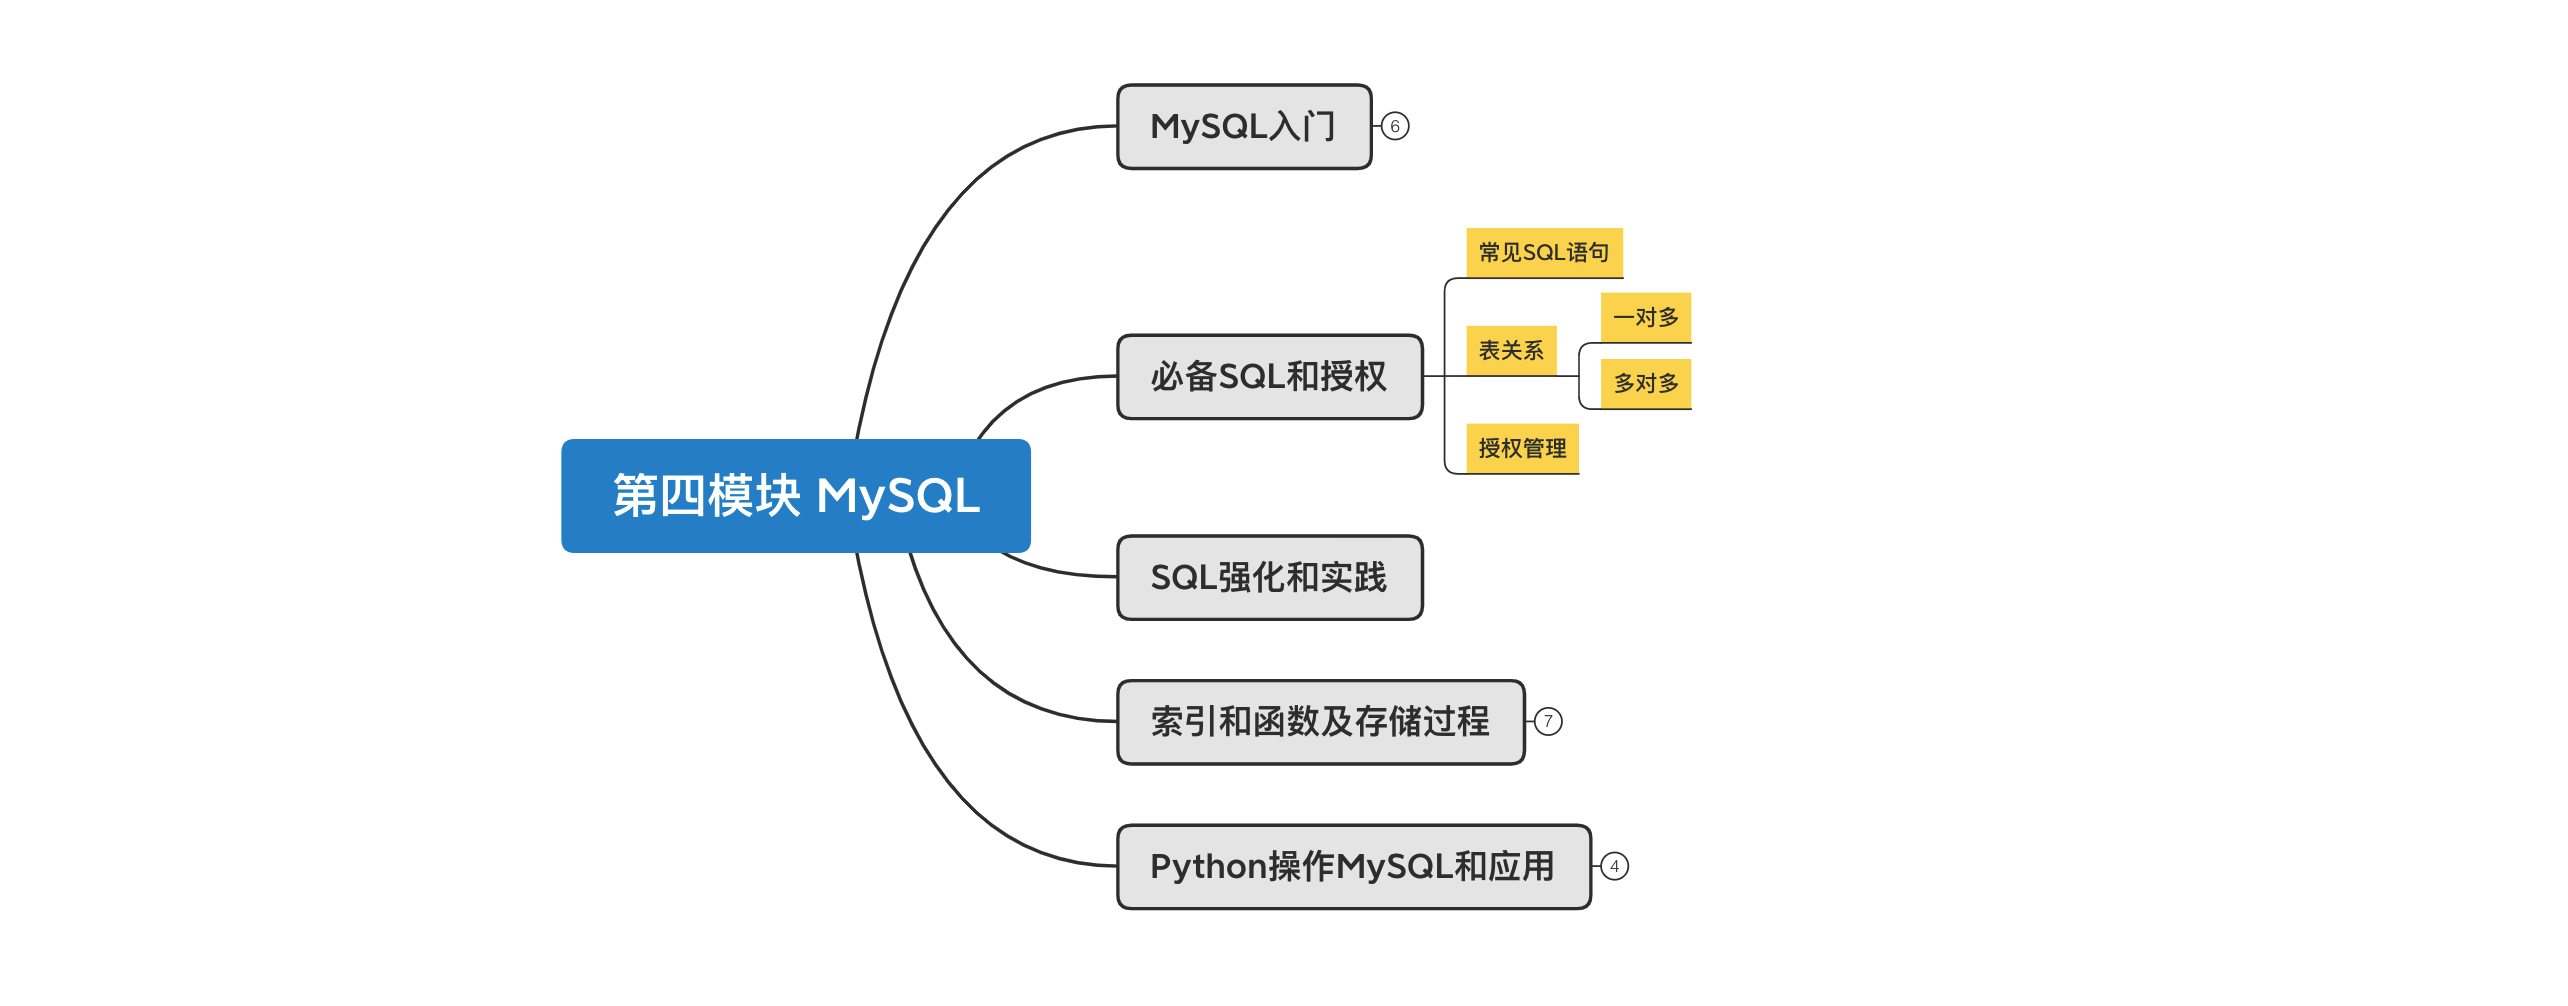 第四模块 MySQL
MySQL入门
6
必备SQL和授权
常见SQL语句
表关系
一对多
多对多
授权管理
SQL强化和实践
索引和函数及存储过程
7
Python操作MySQL和应用
4